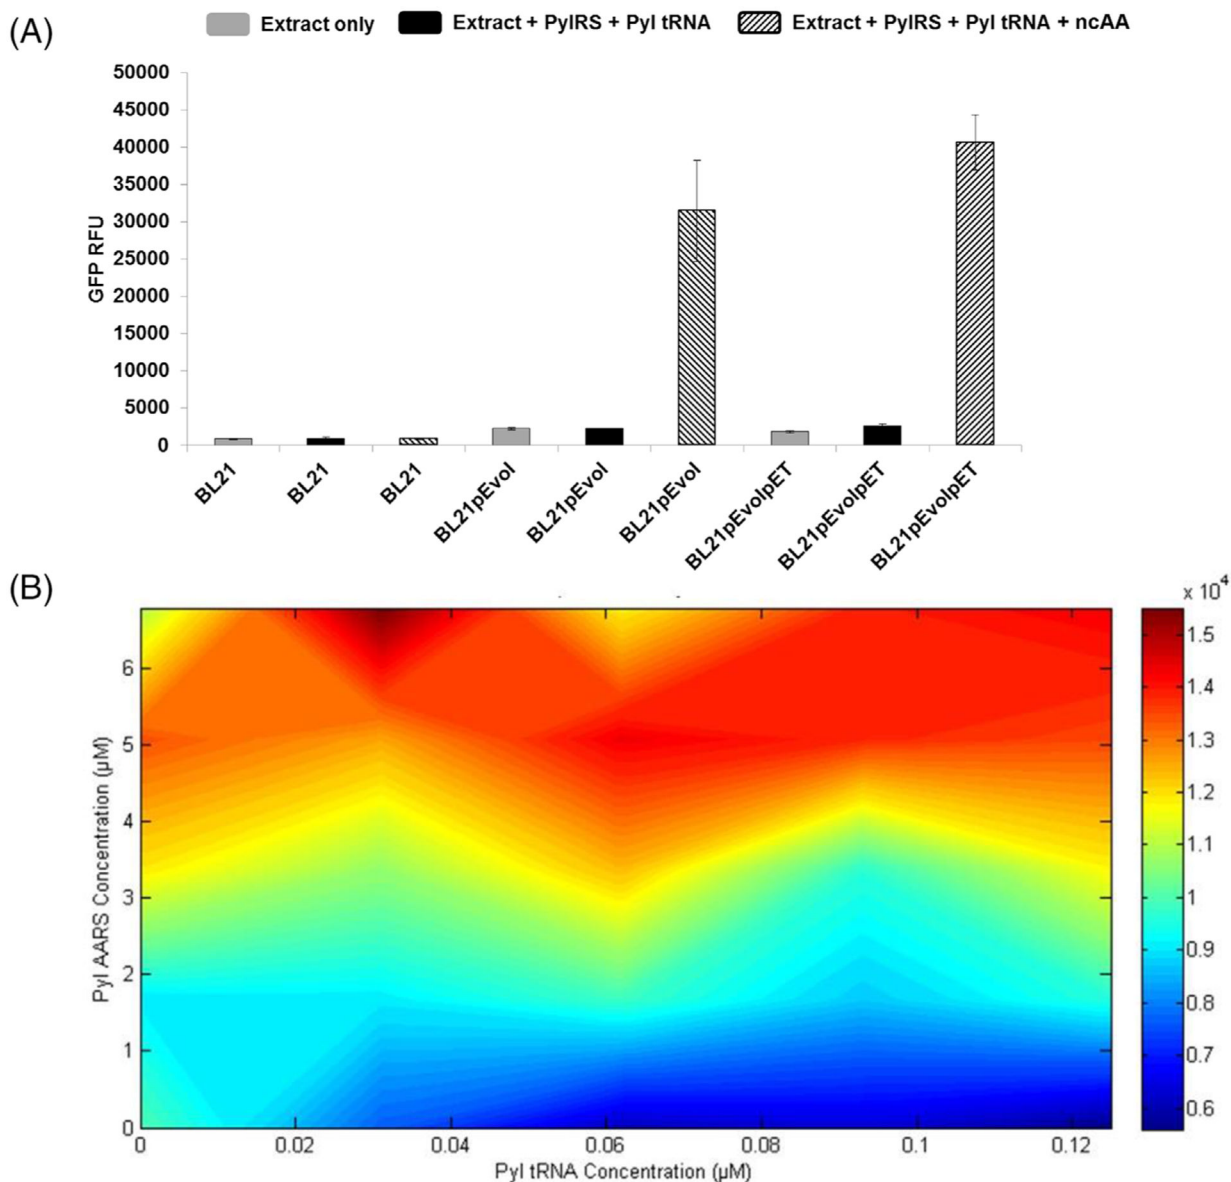 (A)
Extract only
Extract + PylRS + Pyl tRNA
Extract + PylRS + Pyl tRNA + ncAA
50000
45000
40000
35000
30000
25000
20000
15000
10000
5000
0
GFP RFU
BL21
BL21
BL21
BL21pEvol
BL21pEvol
BL21pEvol
BL21pEvolpET
BL21pEvolpET
BL21pEvolpET
(B)
x 10⁴
1.5
1.4
1.3
1.2
1.1
1
0.9
0.8
0.7
0.6
6
5
4
3
2
1
0
Pyl AARS Concentration (µM)
0
0.02
0.04
0.06
0.08
0.1
0.12
Pyl tRNA Concentration (µM)